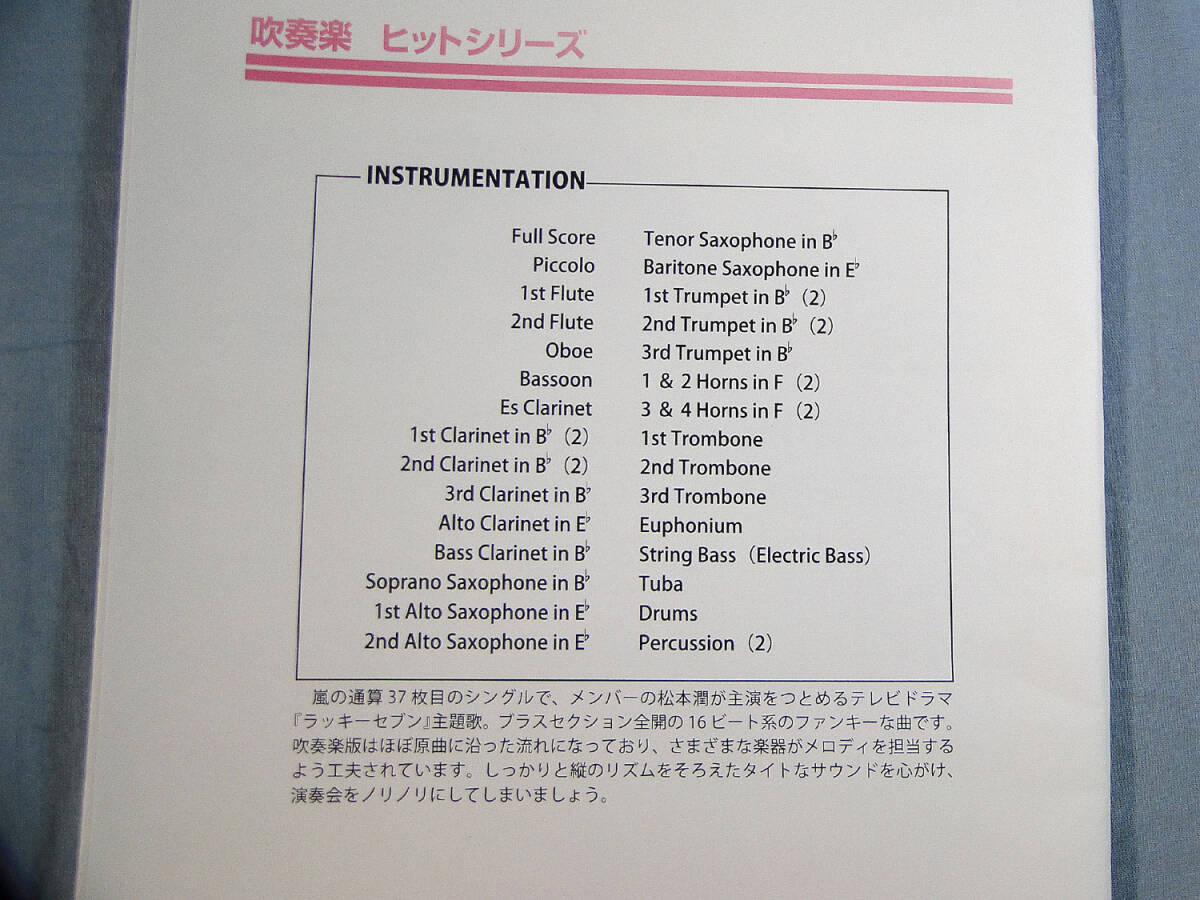 吹奏楽 ヒットシリーズ
INSTRUMENTATION
Full Score
Piccolo
1st Flute
2nd Flute
Oboe
Bassoon
Es Clarinet
1st Clarinet in B♭（2）
2nd Clarinet in B♭（2）
3rd Clarinet in B♭
Alto Clarinet in E♭
Bass Clarinet in B♭
Soprano Saxophone in B♭
1st Alto Saxophone in E♭
2nd Alto Saxophone in E♭
Tenor Saxophone in B♭
Baritone Saxophone in E♭
1st Trumpet in B♭（2）
2nd Trumpet in B♭（2）
3rd Trumpet in B♭
1 & 2 Horns in F（2）
3 & 4 Horns in F（2）
1st Trombone
2nd Trombone
3rd Trombone
Euphonium
String Bass（Electric Bass）
Tuba
Drums
Percussion（2）
嵐の通算37枚目のシングルで、メンバーの松本潤が主演をつとめるテレビドラマ
『ラッキーセブン』主題歌。ブラスセクション全開の16ビート系のファンキーな曲です。
吹奏楽版はほぼ原曲に沿った流れになっており、さまざまな楽器がメロディを担当する
よう工夫されています。しっかりと縦のリズムをそろえたタイトなサウンドを心がけ、
演奏会をノリノリにしてしまいましょう。